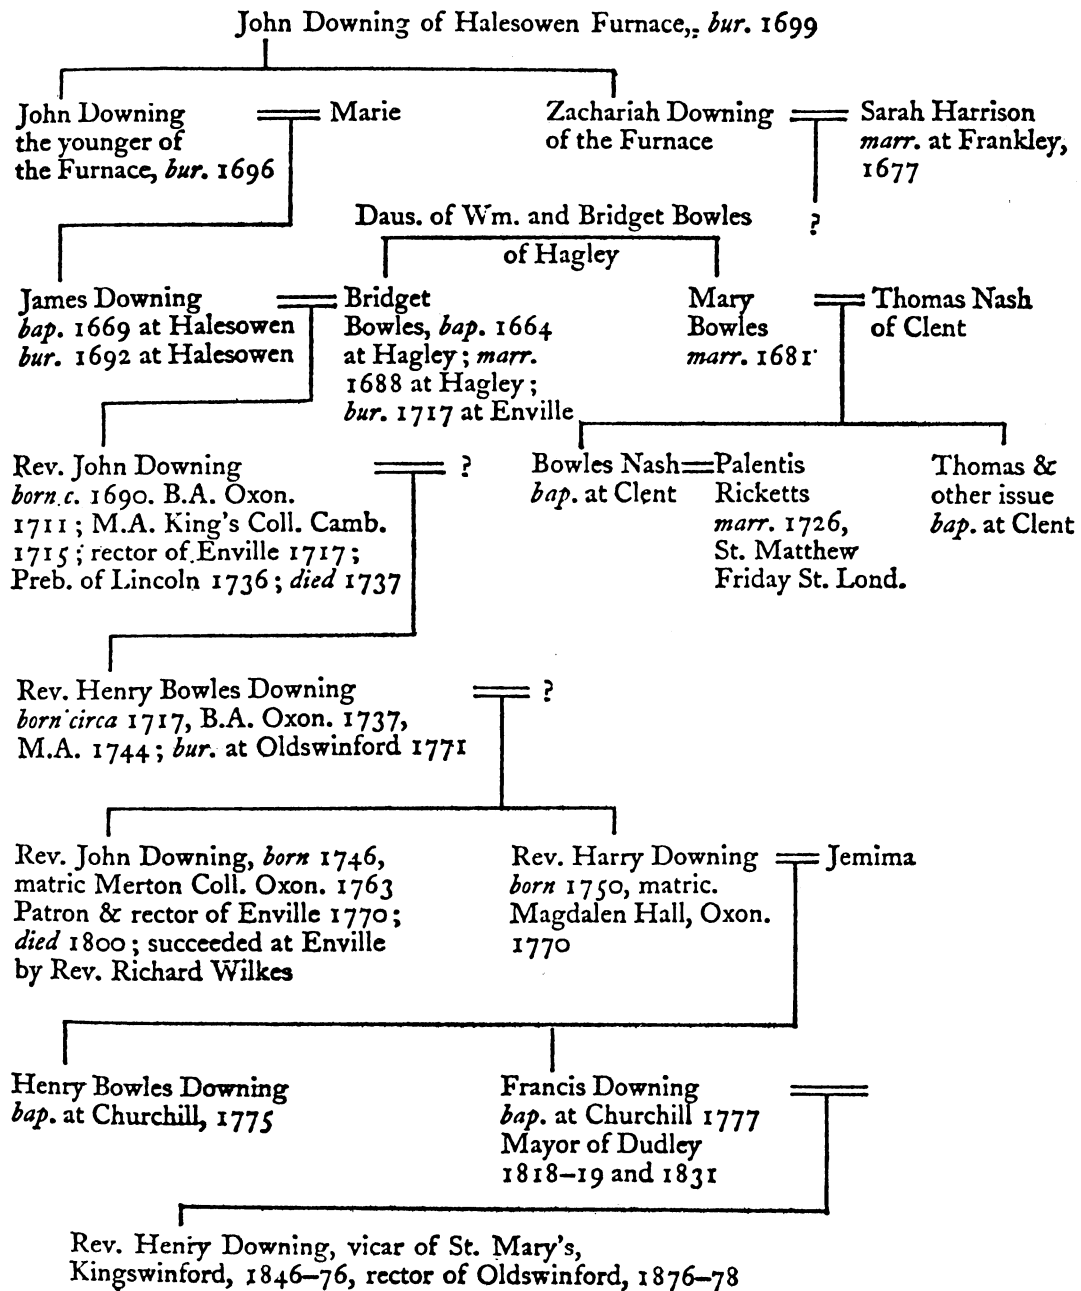 John Downing of Halesowen Furnace, bur. 1699
John Downing
the younger of
the Furnace, bur. 1696
Marie
Zachariah Downing
of the Furnace
Sarah Harrison
marr. at Frankley,
1677
?
Daus. of Wm. and Bridget Bowles
of Hagley
James Downing
bap. 1669 at Halesowen
bur. 1692 at Halesowen
Bridget
Bowles, bap. 1664
at Hagley; marr.
1688 at Hagley;
bur. 1717 at Enville
Mary
Bowles
marr. 1681
Thomas Nash
of Clent
Rev. John Downing
born c. 1690. B.A. Oxon.
1711; M.A. King's Coll. Camb.
1715; rector of Enville 1717;
Preb. of Lincoln 1736; died 1737
?
Bowles Nash
bap. at Clent
Palentis
Ricketts
marr. 1726,
St. Matthew
Friday St. Lond.
Thomas &
other issue
bap. at Clent
Rev. Henry Bowles Downing
born circa 1717, B.A. Oxon. 1737,
M.A. 1744; bur. at Oldswinford 1771
?
Rev. John Downing, born 1746,
matric Merton Coll. Oxon. 1763
Patron & rector of Enville 1770;
died 1800; succeeded at Enville
by Rev. Richard Wilkes
Rev. Harry Downing
born 1750, matric.
Magdalen Hall, Oxon.
1770
Jemima
Henry Bowles Downing
bap. at Churchill, 1775
Francis Downing
bap. at Churchill 1777
Mayor of Dudley
1818–19 and 1831
Rev. Henry Downing, vicar of St. Mary's,
Kingswinford, 1846–76, rector of Oldswinford, 1876–78